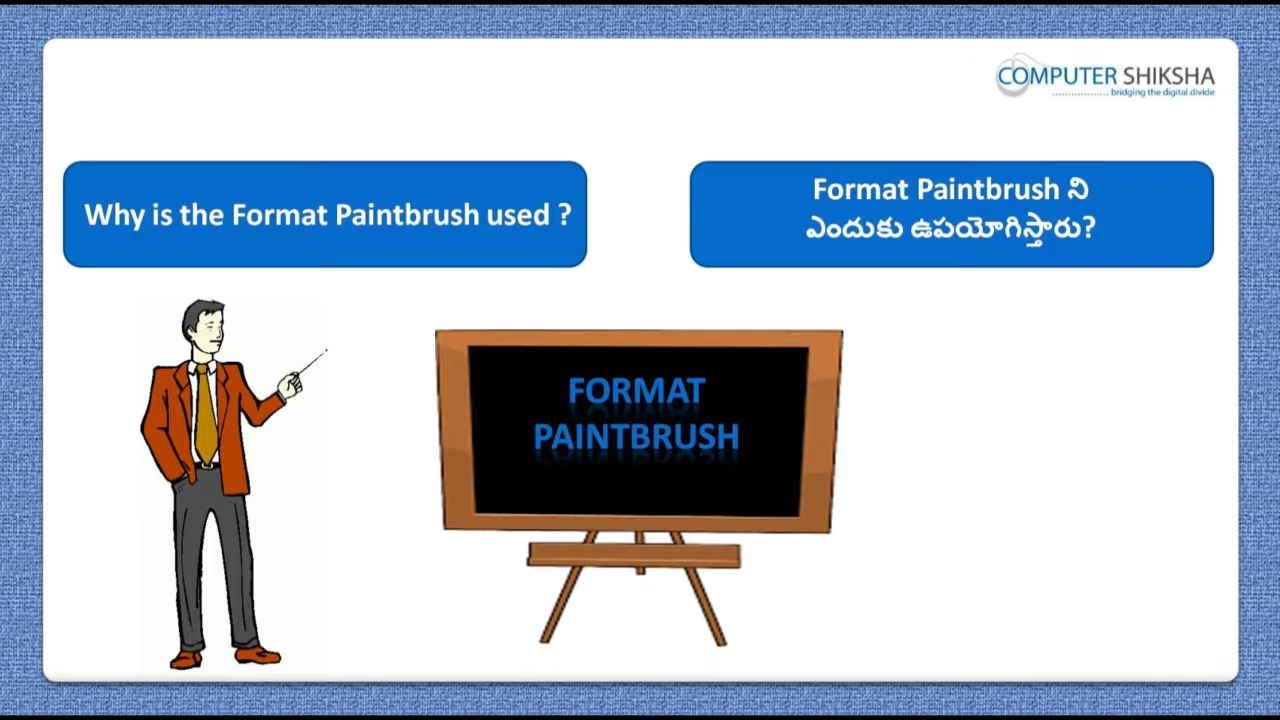 COMPUTER SHIKSHA
bridging the digital divide
Why is the Format Paintbrush used ?
Format Paintbrush ని
ఎందుకు ఉపయోగిస్తారు?
FORMAT
PAINTBRUSH